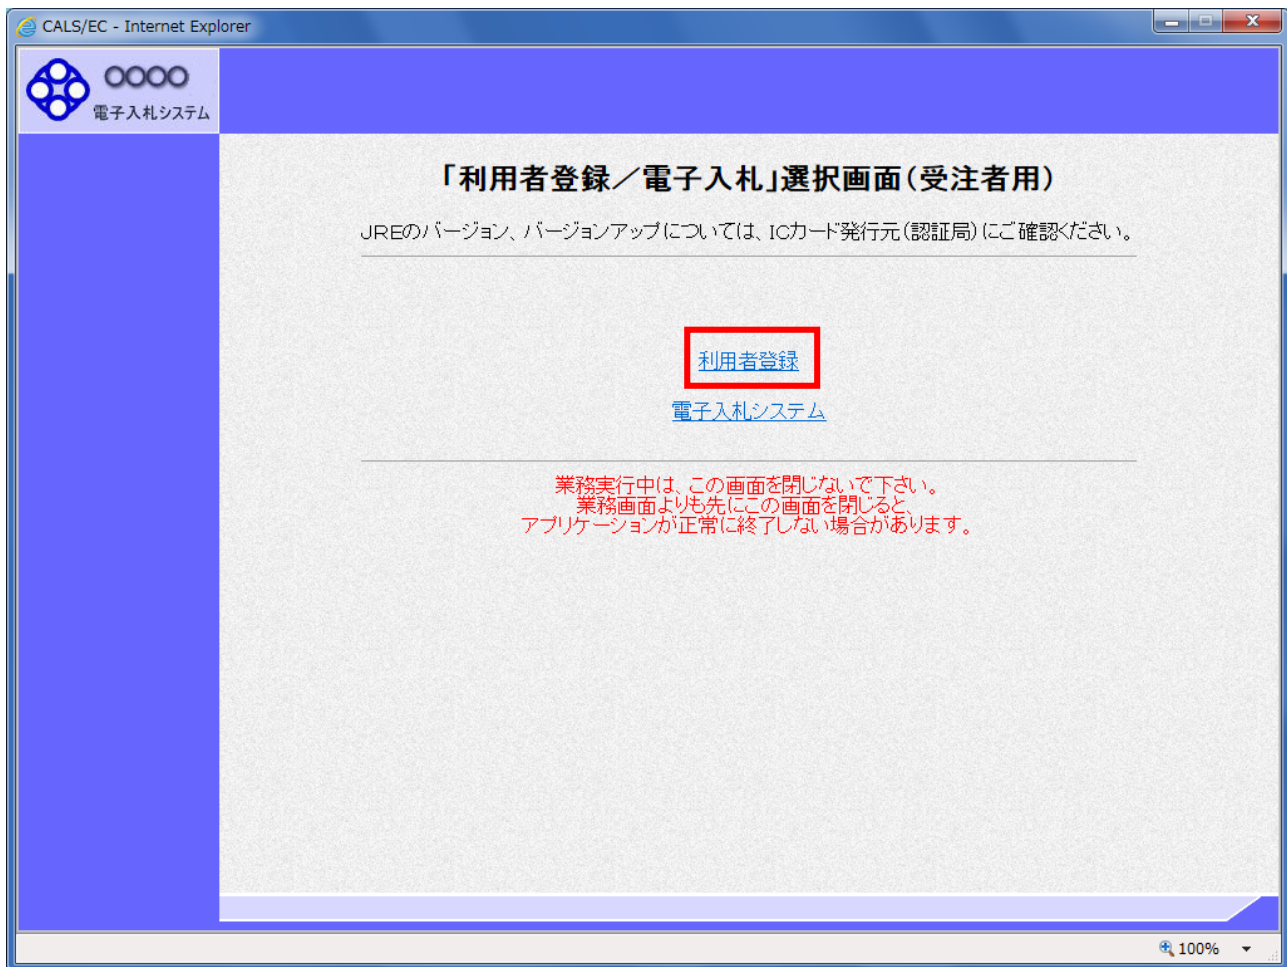 CALS/EC - Internet Explorer
〇〇〇〇
電子入札システム
「利用者登録／電子入札」選択画面(受注者用)
JREのバージョン、バージョンアップについては、ICカード発行元(認証局)にご確認ください。
利用者登録
電子入札システム
業務実行中は、この画面を閉じないで下さい。
業務画面よりも先にこの画面を閉じると、
アプリケーションが正常に終了しない場合があります。
100%